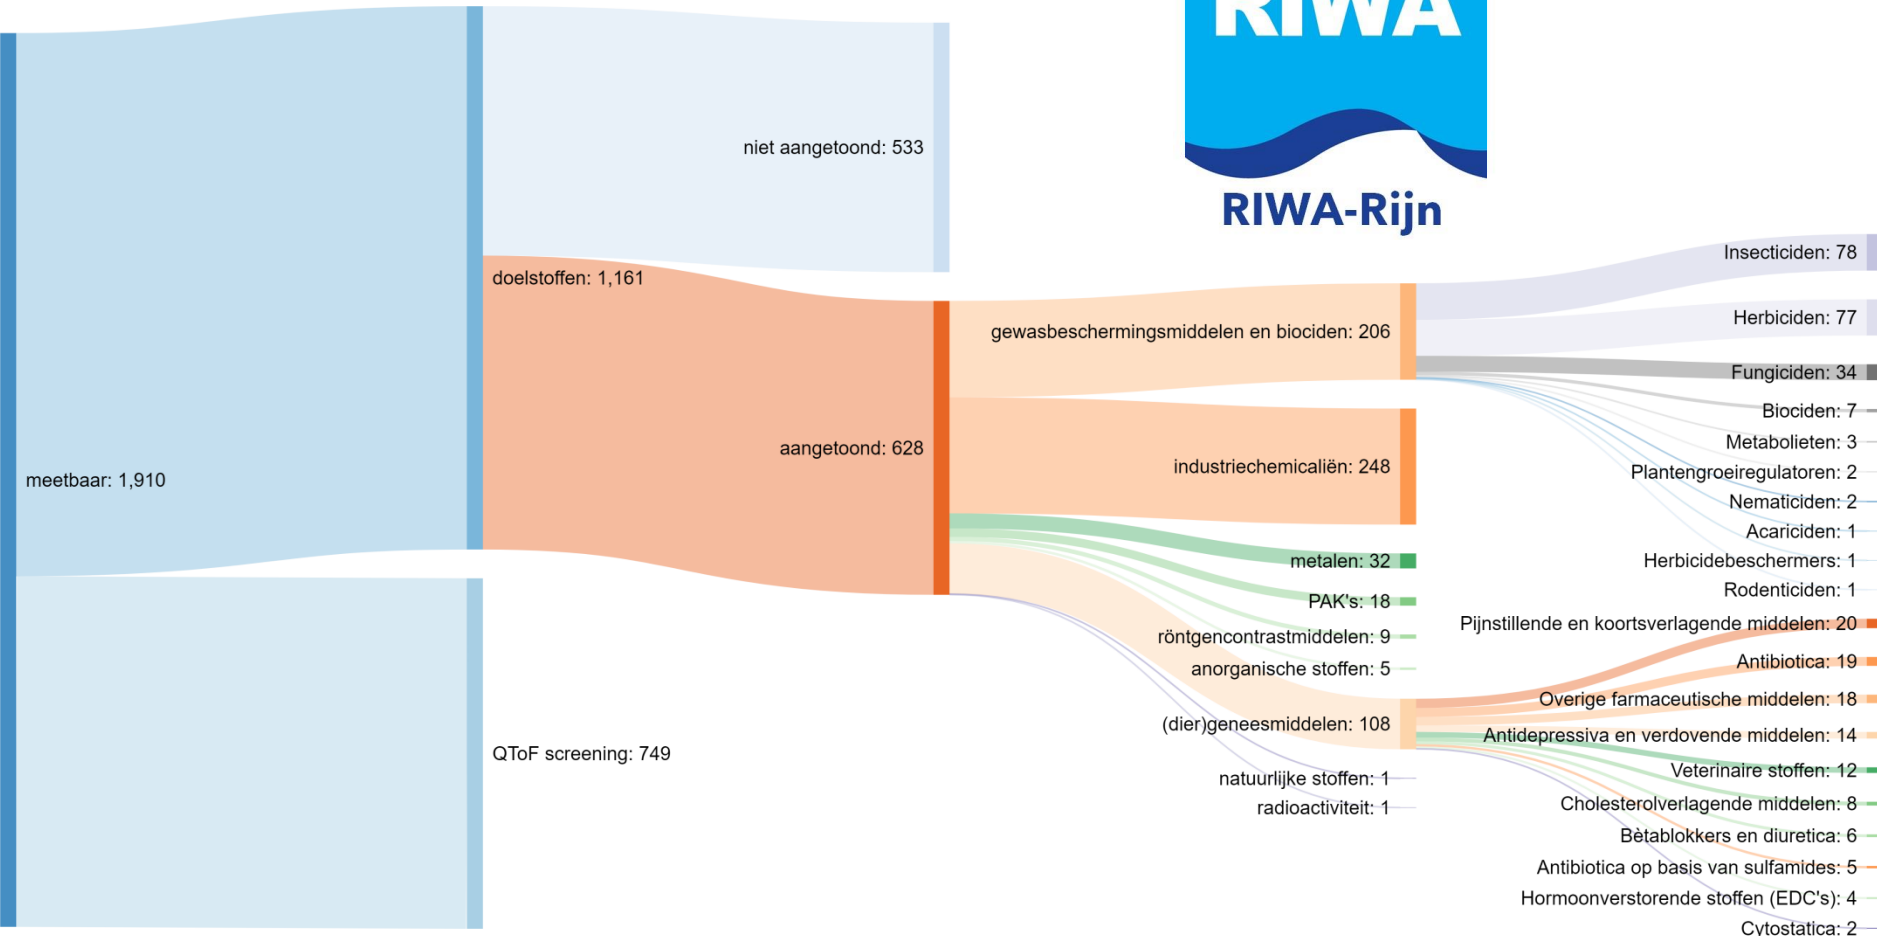 RIWA
RIWA-Rijn
meetbaar: 1,910
doelstoffen: 1,161
QToF screening: 749
niet aangetoond: 533
aangetoond: 628
gewasbeschermingsmiddelen en biociden: 206
industriechemicaliën: 248
metalen: 32
PAK's: 18
röntgencontrastmiddelen: 9
anorganische stoffen: 5
(dier)geneesmiddelen: 108
natuurlijke stoffen: 1
radioactiviteit: 1
Insecticiden: 78
Herbiciden: 77
Fungiciden: 34
Biociden: 7
Metabolieten: 3
Plantengroeiregulatoren: 2
Nematiciden: 2
Acariciden: 1
Herbicidebeschermers: 1
Rodenticiden: 1
Pijnstillende en koortsverlagende middelen: 20
Antibiotica: 19
Overige farmaceutische middelen: 18
Antidepressiva en verdovende middelen: 14
Veterinaire stoffen: 12
Cholesterolverlagende middelen: 8
Bètablokkers en diuretica: 6
Antibiotica op basis van sulfamides: 5
Hormoonverstorende stoffen (EDC's): 4
Cytostatica: 2